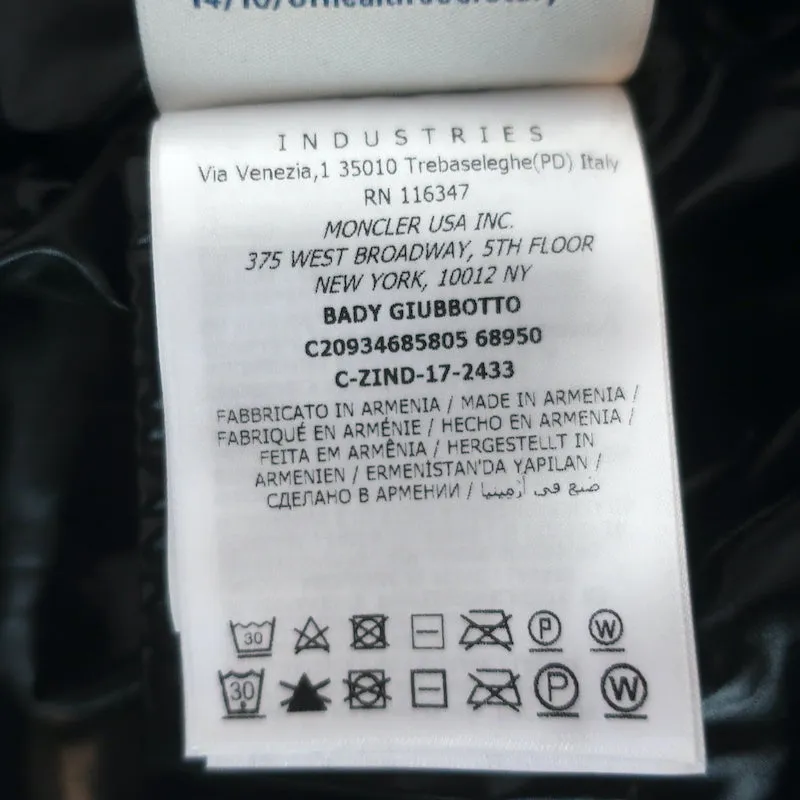 INDUSTRIES
Via Venezia,1 35010 Trebaseleghe(PD) Italy
RN 116347
MONCLER USA INC.
375 WEST BROADWAY, 5TH FLOOR
NEW YORK, 10012 NY
BADY GIUBBOTTO
C20934685805 68950
C-ZIND-17-2433
FABBRICATO IN ARMENIA / MADE IN ARMENIA /
FABRIQUÉ EN ARMÉNIE / HECHO EN ARMENIA /
FEITA EM ARMÊNIA / HERGESTELLT IN
ARMENIEN / ERMENİSTAN'DA YAPILAN /
СДЕЛАНО В АРМЕНИИ / صنع في أرمينيا
30 P W
30 P W